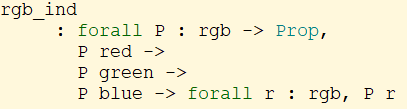 rgb_ind
: forall P : rgb -> Prop,
P red ->
P green ->
P blue -> forall r : rgb, P r